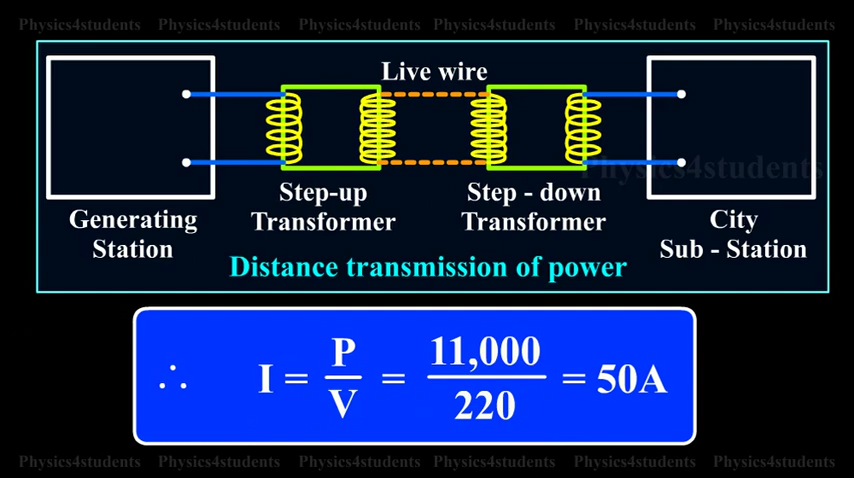 Physics4students Physics4students Physics4students Physics4students Physics4students Physics4students
Live wire
Physics4students
Step-up
Transformer
Step - down
Transformer
Generating
Station
City
Sub - Station
Distance transmission of power
∴ I = P/V = 11,000/220 = 50A
Physics4students Physics4students Physics4students Physics4students Physics4students Physics4students